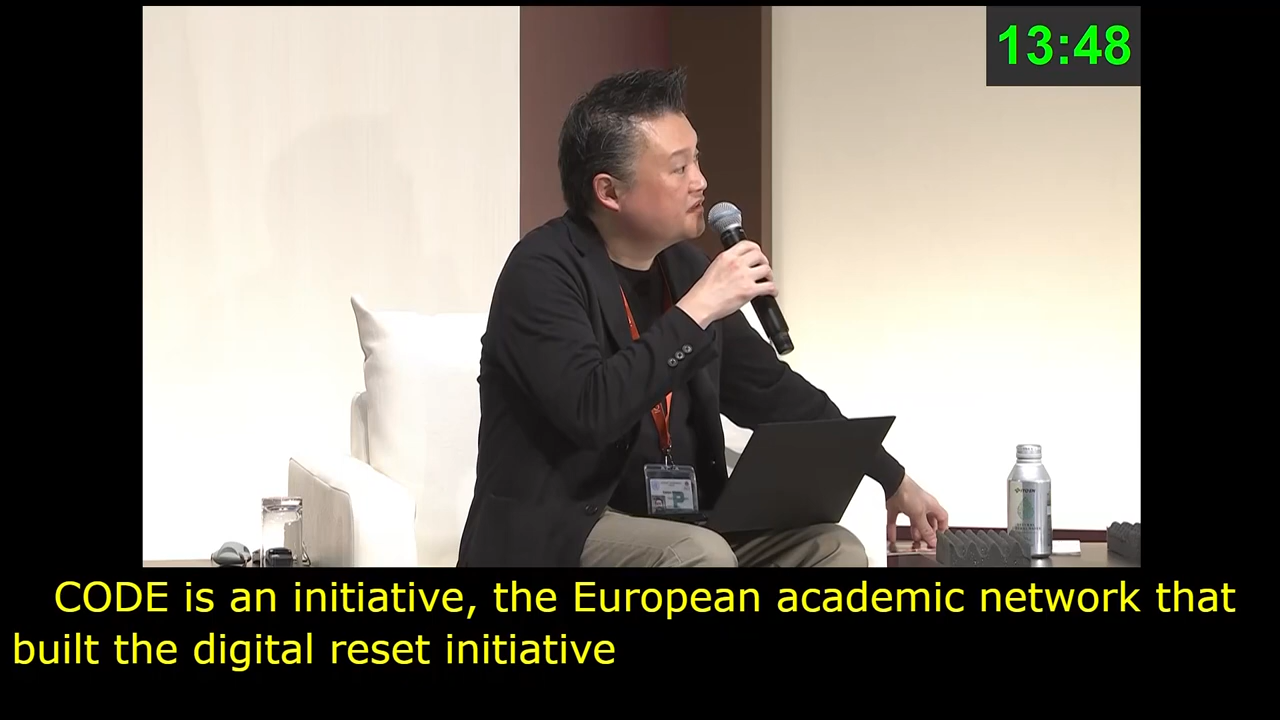 13:48
P
CODE is an initiative, the European academic network that
built the digital reset initiative